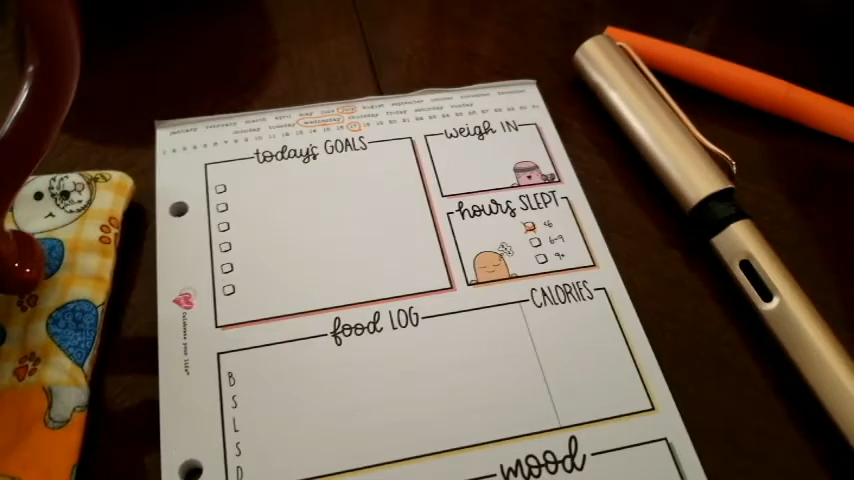 january february march april may june july august september october november december
monday tuesday wednesday thursday friday saturday sunday
today's GOALS
weigh IN
hours SLEPT
<6
6-9
9+
food LOG
CALORIES
B
S
L
S
D
mood